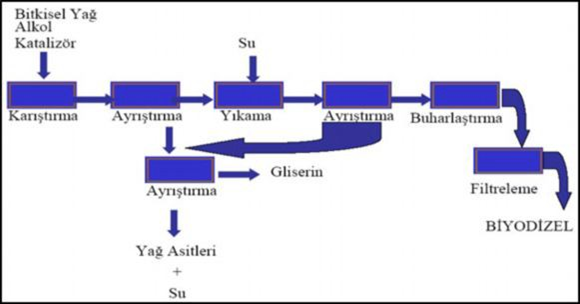 Bitkisel Yağ
Alkol
Katalizör
Su
Karıştırma
Ayrıştırma
Yıkama
Ayrıştırma
Buharlaştırma
Ayrıştırma
Gliserin
Filtreleme
BİYODİZEL
Yağ Asitleri
+
Su